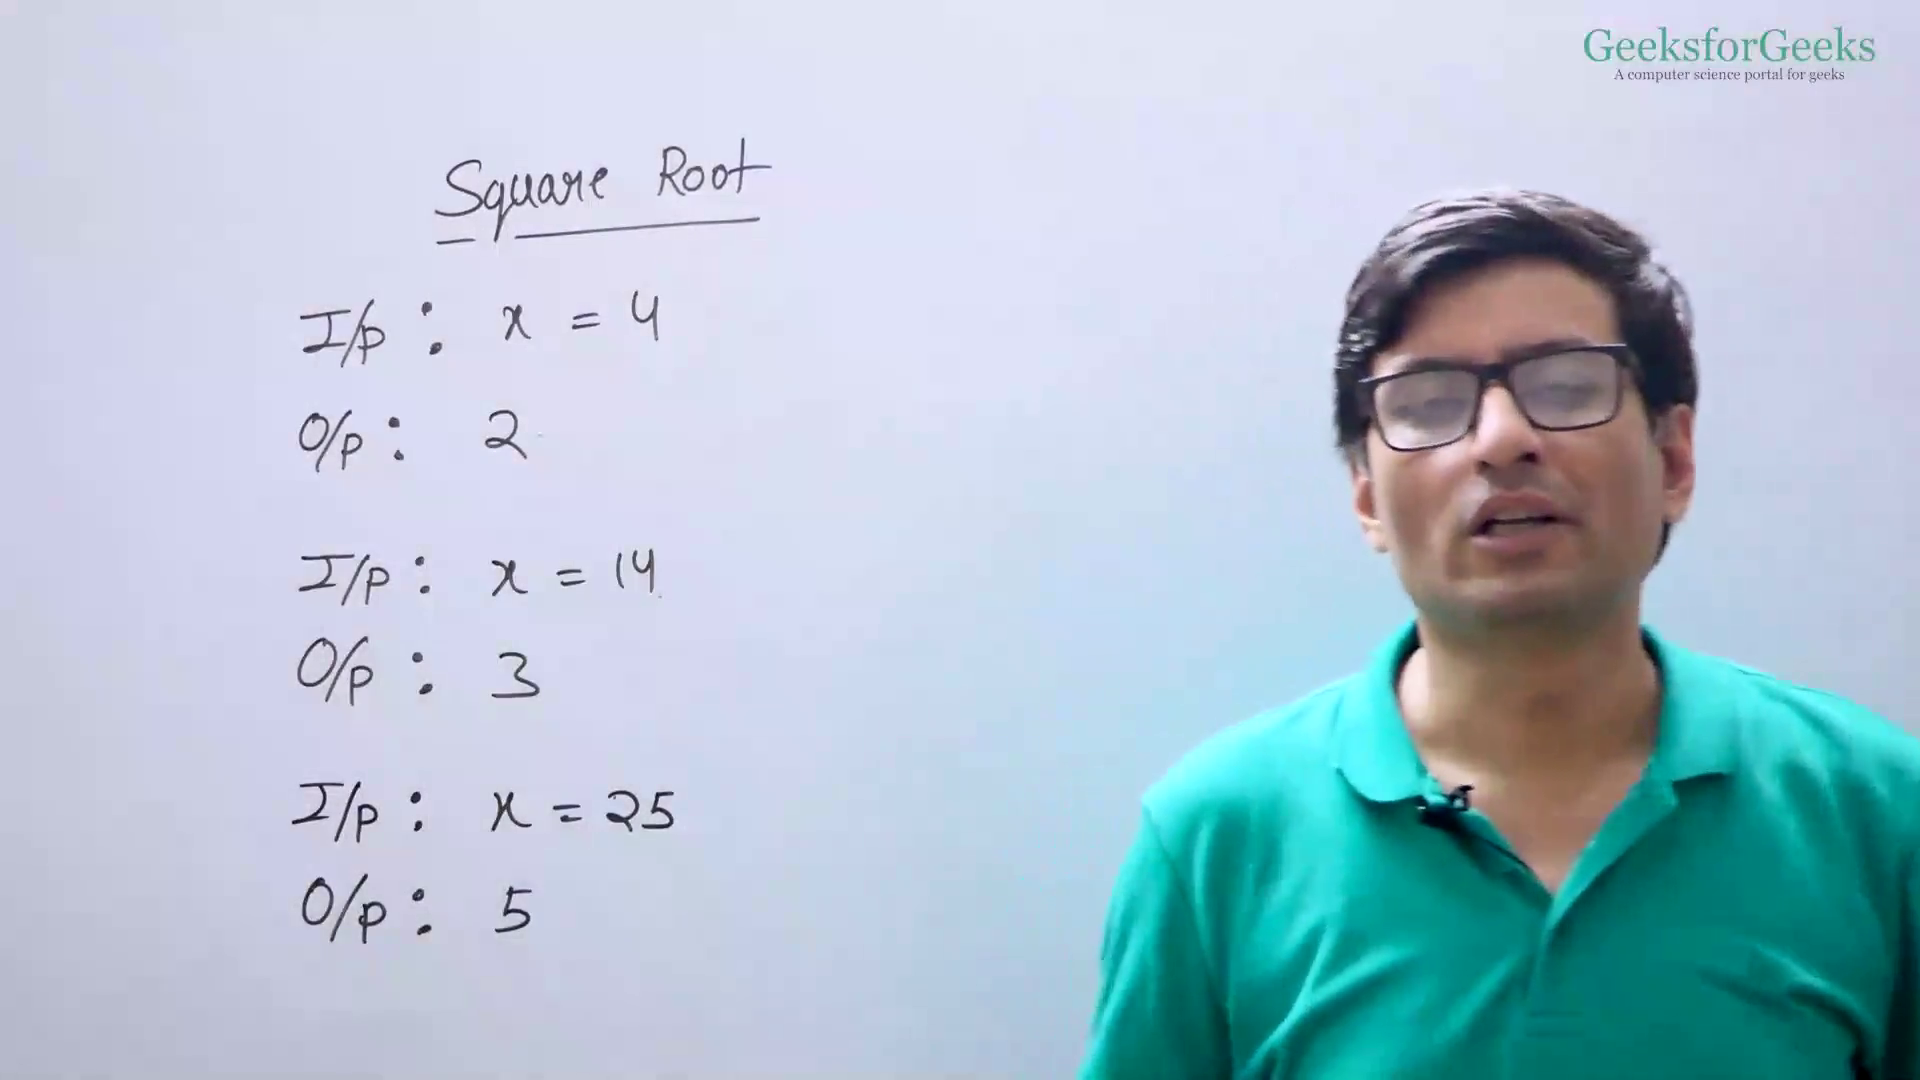 GeeksforGeeks
A computer science portal for geeks
Square Root
I/p : x = 4
O/p : 2
I/p : x = 14
O/p : 3
I/p : x = 25
O/p : 5